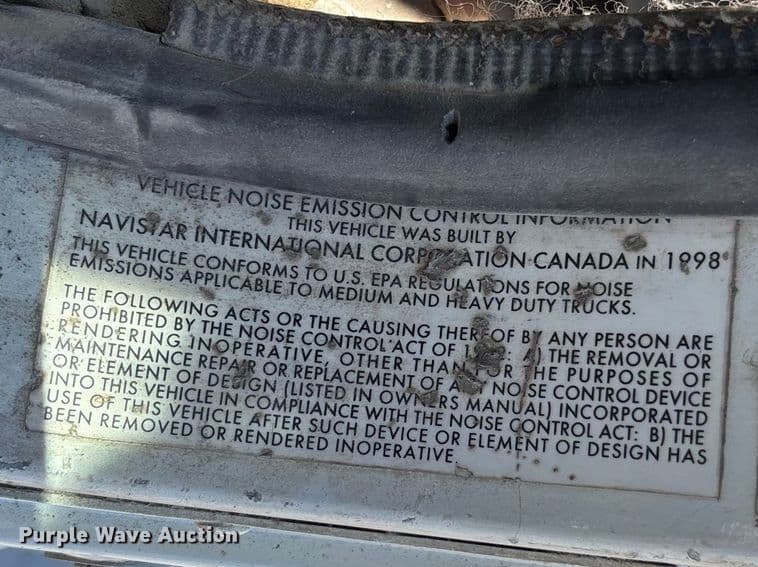 VEHICLE NOISE EMISSION CONTROL INFORMATION
THIS VEHICLE WAS BUILT BY
NAVISTAR INTERNATIONAL CORPORATION CANADA IN 1998
THIS VEHICLE CONFORMS TO U.S. EPA REGULATIONS FOR NOISE
EMISSIONS APPLICABLE TO MEDIUM AND HEAVY DUTY TRUCKS.
THE FOLLOWING ACTS OR THE CAUSING THEREOF BY ANY PERSON ARE
PROHIBITED BY THE NOISE CONTROL ACT OF : A) THE REMOVAL OR
RENDERING INOPERATIVE, OTHER THAN FOR THE PURPOSES OF
MAINTENANCE REPAIR OR REPLACEMENT OF ANY NOISE CONTROL DEVICE
OR ELEMENT OF DESIGN (LISTED IN OWNERS MANUAL) INCORPORATED
INTO THIS VEHICLE IN COMPLIANCE WITH THE NOISE CONTROL ACT: B) THE
USE OF THIS VEHICLE AFTER SUCH DEVICE OR ELEMENT OF DESIGN HAS
BEEN REMOVED OR RENDERED INOPERATIVE.
Purple Wave Auction